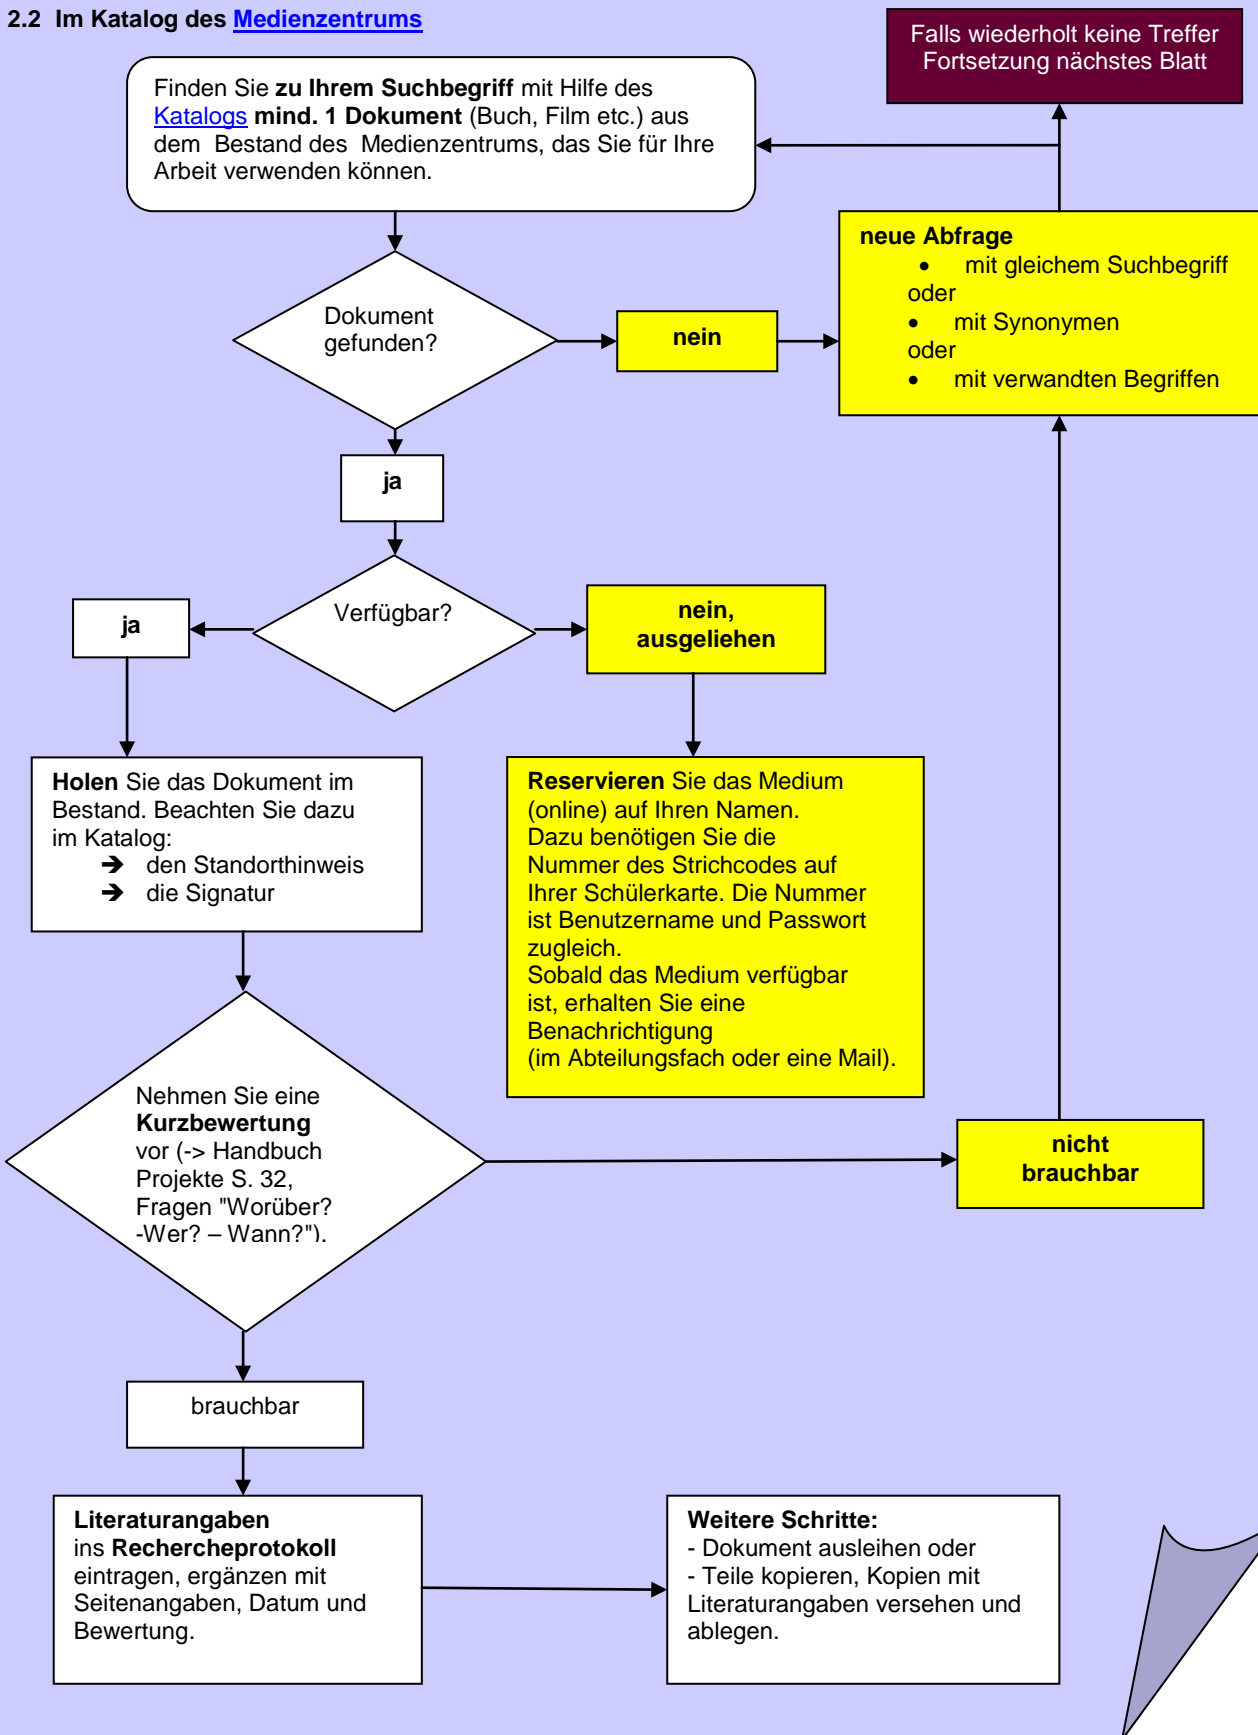 2.2 Im Katalog des Medienzentrums
Falls wiederholt keine Treffer
Fortsetzung nächstes Blatt
Finden Sie zu Ihrem Suchbegriff mit Hilfe des
Katalogs mind. 1 Dokument (Buch, Film etc.) aus
dem Bestand des Medienzentrums, das Sie für Ihre
Arbeit verwenden können.
neue Abfrage
• mit gleichem Suchbegriff
oder
• mit Synonymen
oder
• mit verwandten Begriffen
Dokument
gefunden?
nein
ja
Verfügbar?
ja
nein,
ausgeliehen
Holen Sie das Dokument im
Bestand. Beachten Sie dazu
im Katalog:
➔ den Standorthinweis
➔ die Signatur
Reservieren Sie das Medium
(online) auf Ihren Namen.
Dazu benötigen Sie die
Nummer des Strichcodes auf
Ihrer Schülerkarte. Die Nummer
ist Benutzername und Passwort
zugleich.
Sobald das Medium verfügbar
ist, erhalten Sie eine
Benachrichtigung
(im Abteilungsfach oder eine Mail).
Nehmen Sie eine
Kurzbewertung
vor (-> Handbuch
Projekte S. 32,
Fragen "Worüber?
-Wer? – Wann?").
nicht
brauchbar
brauchbar
Literaturangaben
ins Rechercheprotokoll
eintragen, ergänzen mit
Seitenangaben, Datum und
Bewertung.
Weitere Schritte:
- Dokument ausleihen oder
- Teile kopieren, Kopien mit
Literaturangaben versehen und
ablegen.